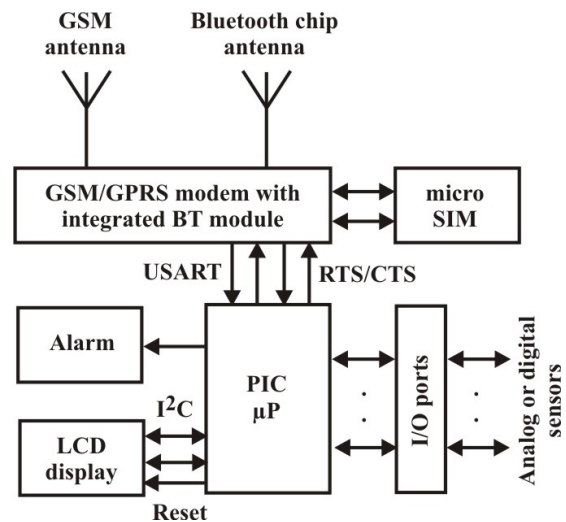 GSM
antenna
Bluetooth chip
antenna
GSM/GPRS modem with
integrated BT module
micro
SIM
USART
RTS/CTS
Alarm
PIC
µP
I/O ports
Analog or digital
sensors
I²C
LCD
display
Reset